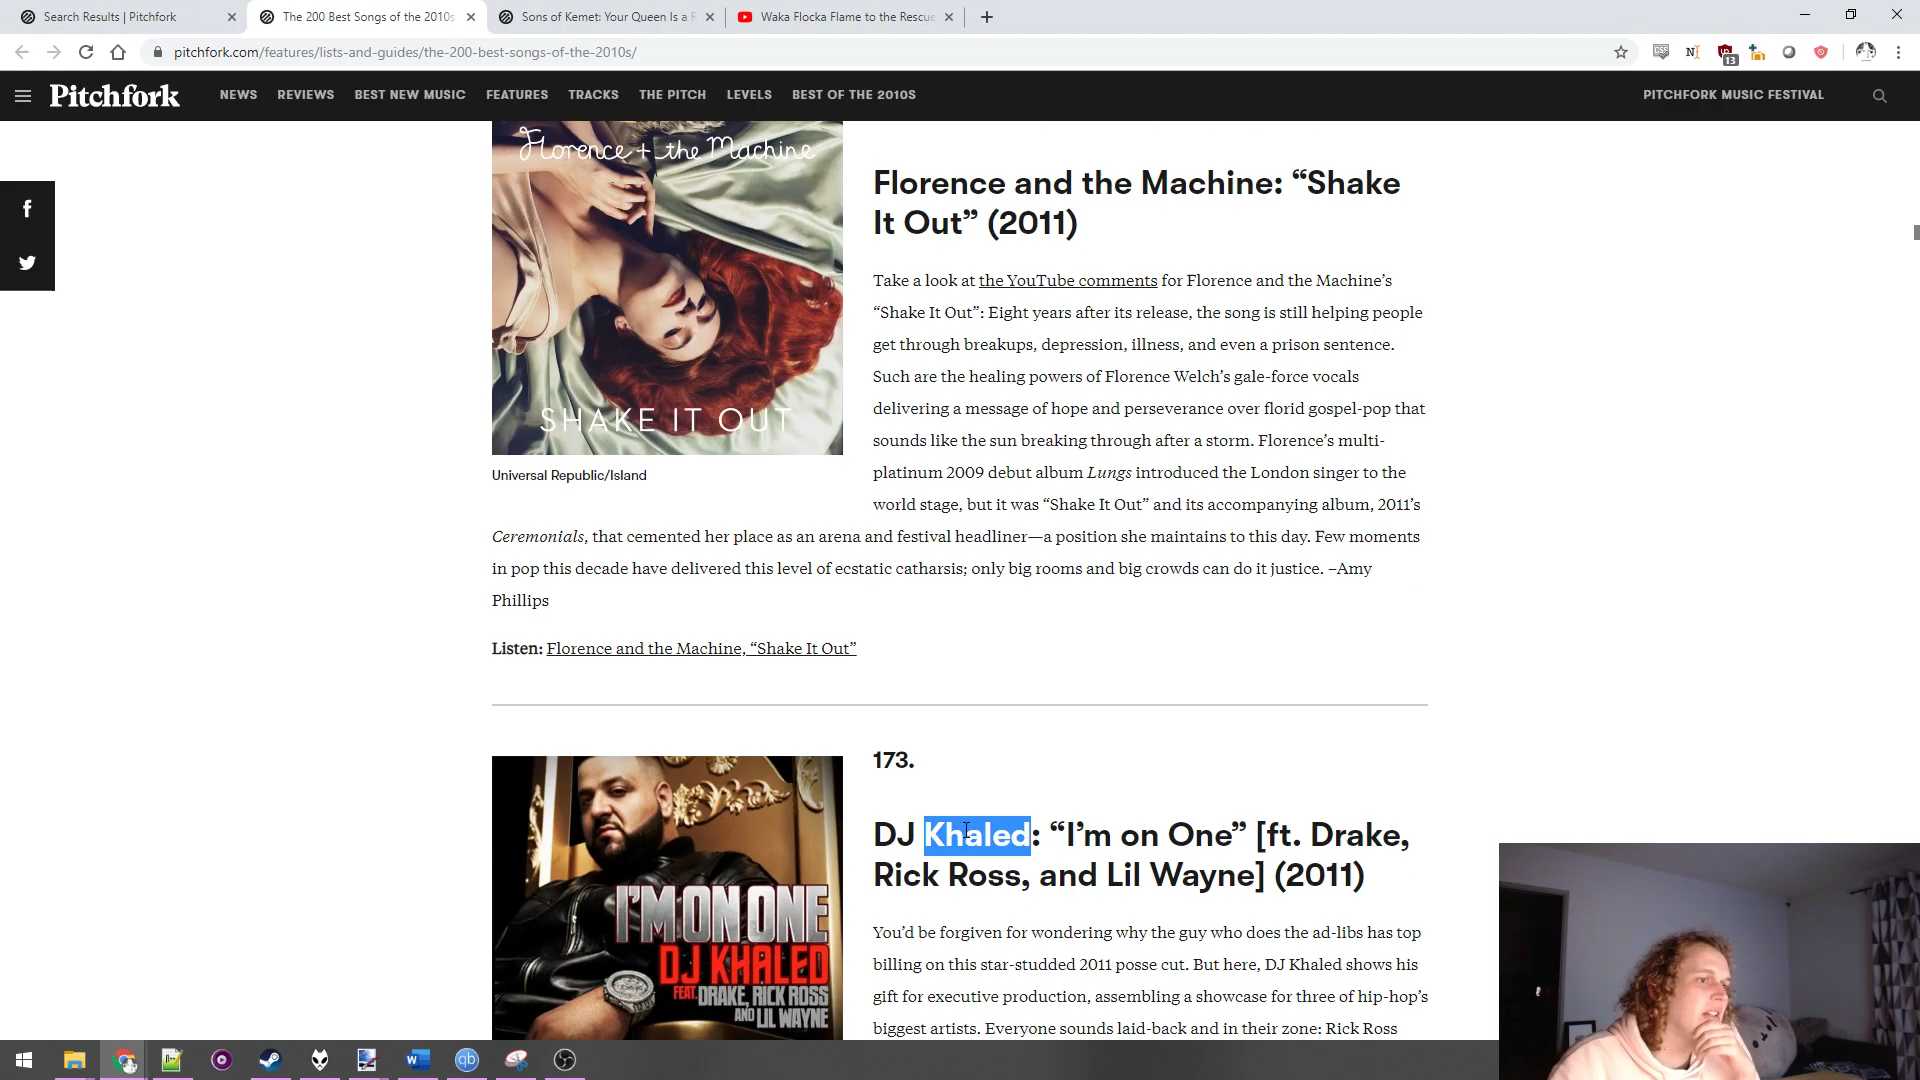 Search Results | Pitchfork
The 200 Best Songs of the 2010s
Sons of Kemet: Your Queen Is a R
Waka Flocka Flame to the Rescue
pitchfork.com/features/lists-and-guides/the-200-best-songs-of-the-2010s/
13
Pitchfork
NEWS
REVIEWS
BEST NEW MUSIC
FEATURES
TRACKS
THE PITCH
LEVELS
BEST OF THE 2010S
PITCHFORK MUSIC FESTIVAL
Florence + the Machine
SHAKE IT OUT
Universal Republic/Island
Florence and the Machine: “Shake
It Out” (2011)
Take a look at the YouTube comments for Florence and the Machine’s
“Shake It Out”: Eight years after its release, the song is still helping people
get through breakups, depression, illness, and even a prison sentence.
Such are the healing powers of Florence Welch’s gale-force vocals
delivering a message of hope and perseverance over florid gospel-pop that
sounds like the sun breaking through after a storm. Florence’s multi-
platinum 2009 debut album Lungs introduced the London singer to the
world stage, but it was “Shake It Out” and its accompanying album, 2011’s
Ceremonials, that cemented her place as an arena and festival headliner—a position she maintains to this day. Few moments
in pop this decade have delivered this level of ecstatic catharsis; only big rooms and big crowds can do it justice. –Amy
Phillips
Listen: Florence and the Machine, “Shake It Out”
173.
DJ Khaled: “I’m on One” [ft. Drake,
Rick Ross, and Lil Wayne] (2011)
I'M ON ONE
DJ KHALED
FEAT. DRAKE, RICK ROSS
AND LIL WAYNE
You’d be forgiven for wondering why the guy who does the ad-libs has top
billing on this star-studded 2011 posse cut. But here, DJ Khaled shows his
gift for executive production, assembling a showcase for three of hip-hop’s
biggest artists. Everyone sounds laid-back and in their zone: Rick Ross